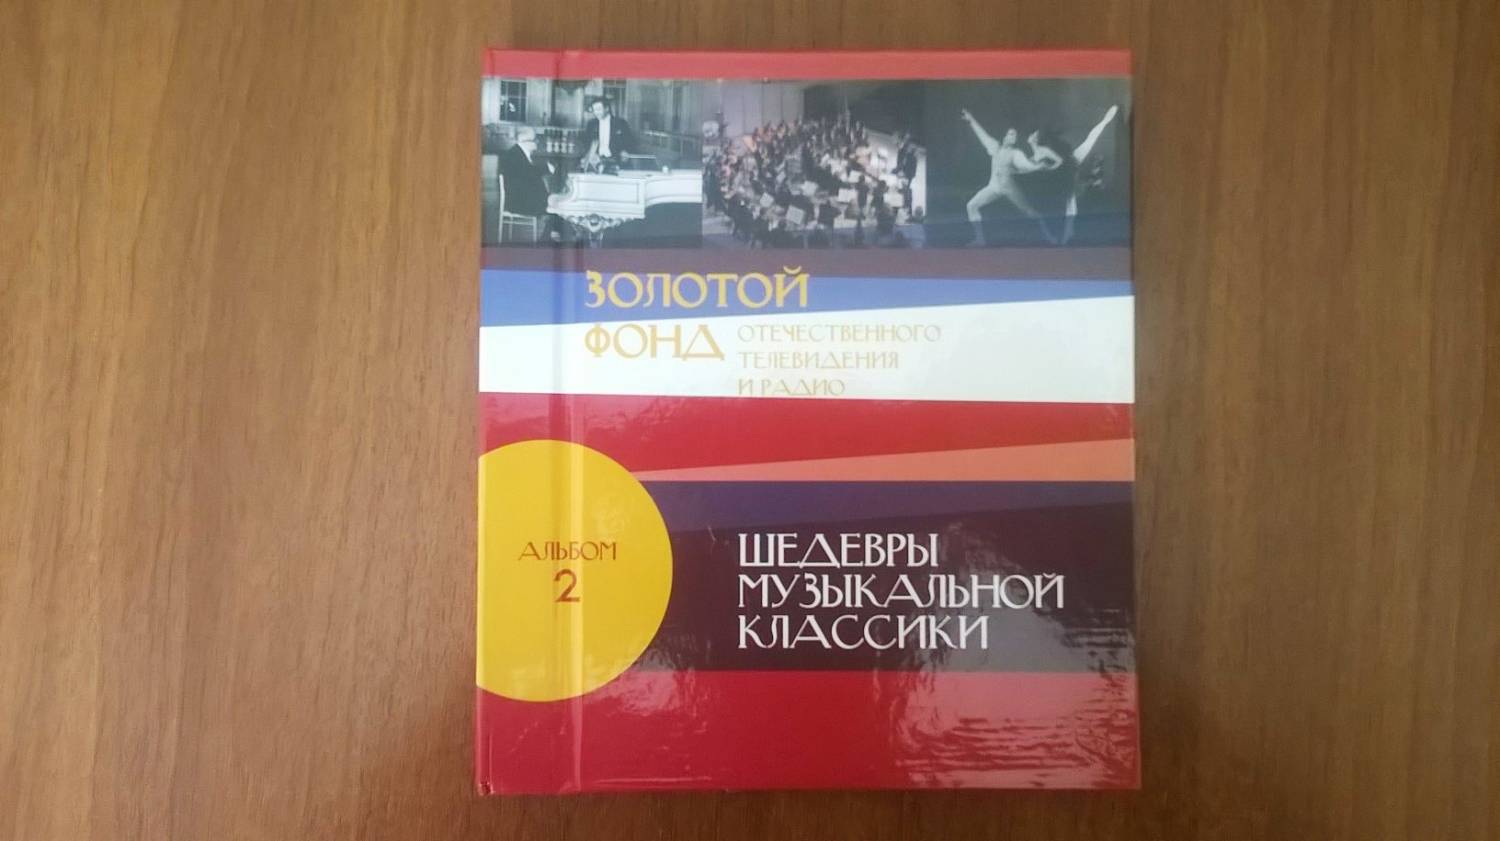 ЗОЛОТОЙ
ФОНД
ОТЕЧЕСТВЕННОГО
ТЕЛЕВИДЕНИЯ
И РАДИО
АЛЬБОМ
2
ШЕДЕВРЫ
МУЗЫКАЛЬНОЙ
КЛАССИКИ